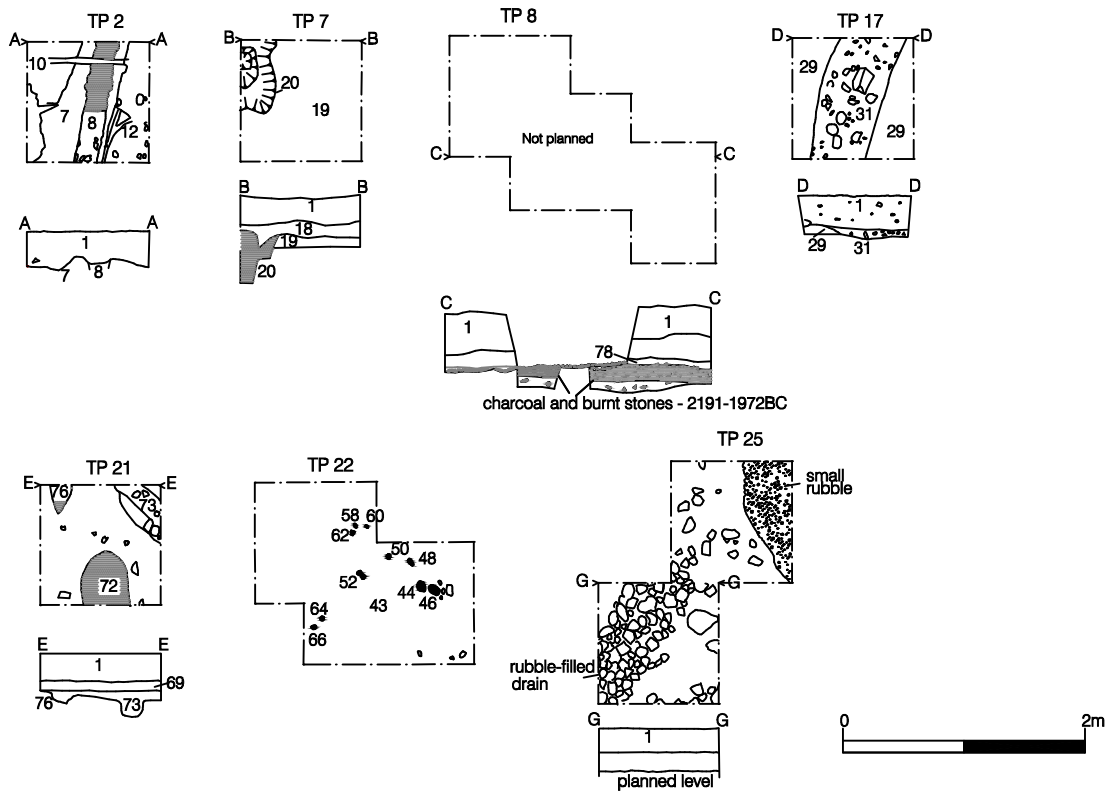 TP 2
A A
10
7 8 12
A A
1
7 8
TP 7
B B
20
19
B B
1
18
19
20
TP 8
Not planned
C C
C C
1 1
78
charcoal and burnt stones - 2191-1972BC
TP 17
D D
29
31
29
D D
1
29 31
TP 21
E E
76 73
72
E E
1
69
76 73
TP 22
58 60
62
50 48
52 44 46
43
64
66
TP 25
small
rubble
G G
rubble-filled
drain
G G
1
planned level
0 2m